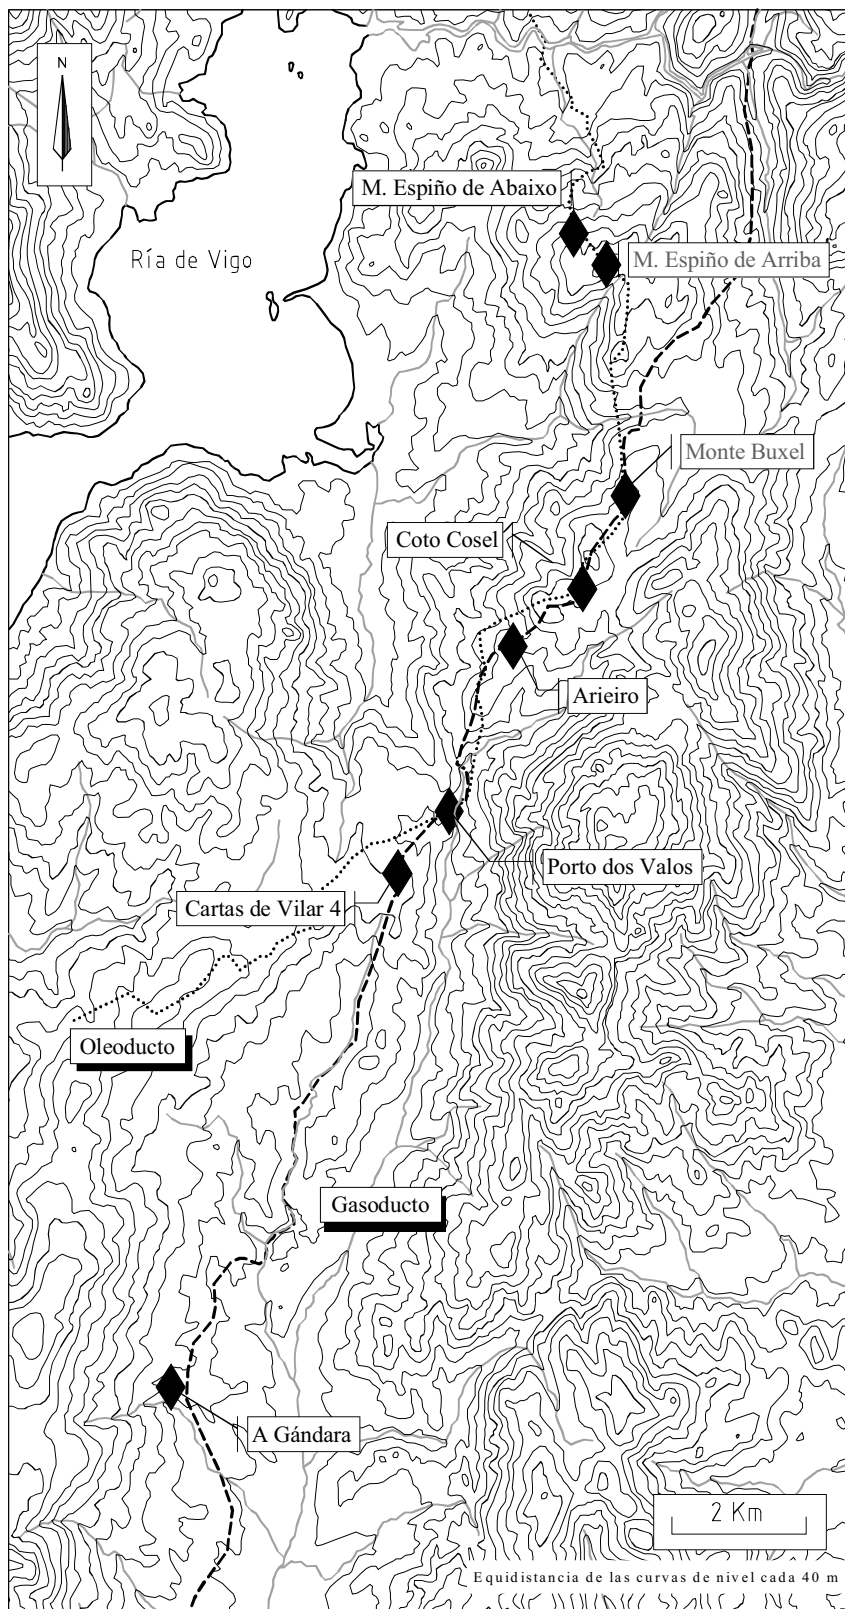 N
M. Espiño de Abaixo
Ría de Vigo
M. Espiño de Arriba
Monte Buxel
Coto Cosel
Arieiro
Porto dos Valos
Cartas de Vilar 4
Oleoducto
Gasoducto
A Gándara
2 Km
Equidistancia de las curvas de nivel cada 40 m